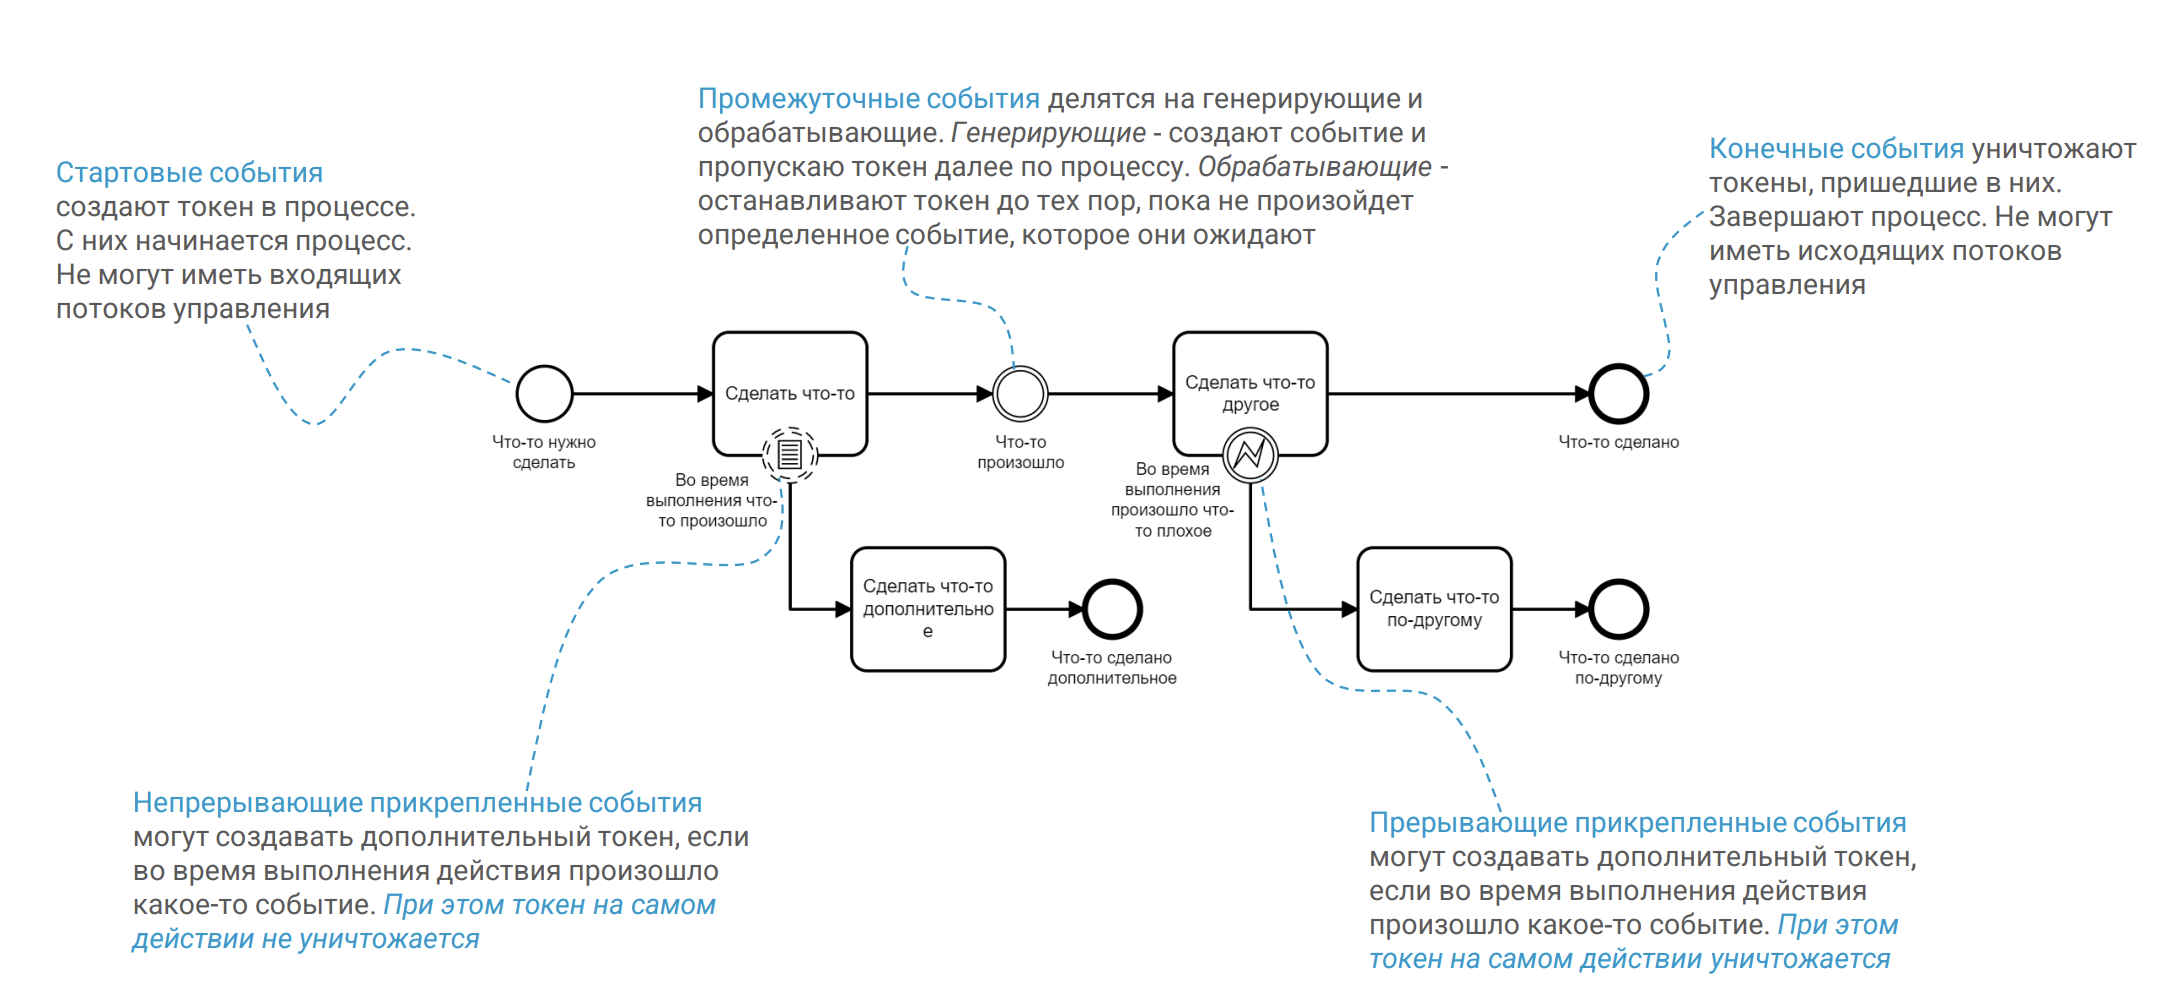 Промежуточные события делятся на генерирующие и
обрабатывающие. Генерирующие - создают событие и
пропускаю токен далее по процессу. Обрабатывающие -
останавливают токен до тех пор, пока не произойдет
определенное событие, которое они ожидают
Конечные события уничтожают
токены, пришедшие в них.
Завершают процесс. Не могут
иметь исходящих потоков
управления
Стартовые события
создают токен в процессе.
С них начинается процесс.
Не могут иметь входящих
потоков управления
Что-то нужно
сделать
Сделать что-то
Во время
выполнения что-
то произошло
Что-то
произошло
Сделать что-то
другое
Во время
выполнения
произошло что-
то плохое
Что-то сделано
Сделать что-то
дополнительно
е
Что-то сделано
дополнительное
Сделать что-то
по-другому
Что-то сделано
по-другому
Непрерывающие прикрепленные события
могут создавать дополнительный токен, если
во время выполнения действия произошло
какое-то событие. При этом токен на самом
действии не уничтожается
Прерывающие прикрепленные события
могут создавать дополнительный токен,
если во время выполнения действия
произошло какое-то событие. При этом
токен на самом действии уничтожается